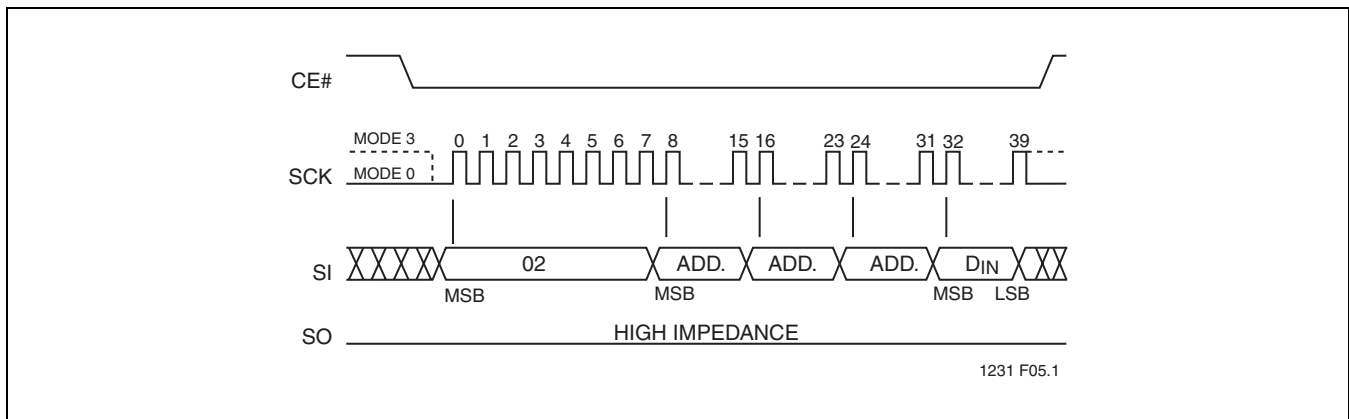 CE#
MODE 3
0 1 2 3 4 5 6 7 8 15 16 23 24 31 32 39
SCK
MODE 0
SI
02 ADD. ADD. ADD. DIN
MSB MSB MSB LSB
SO
HIGH IMPEDANCE
1231 F05.1